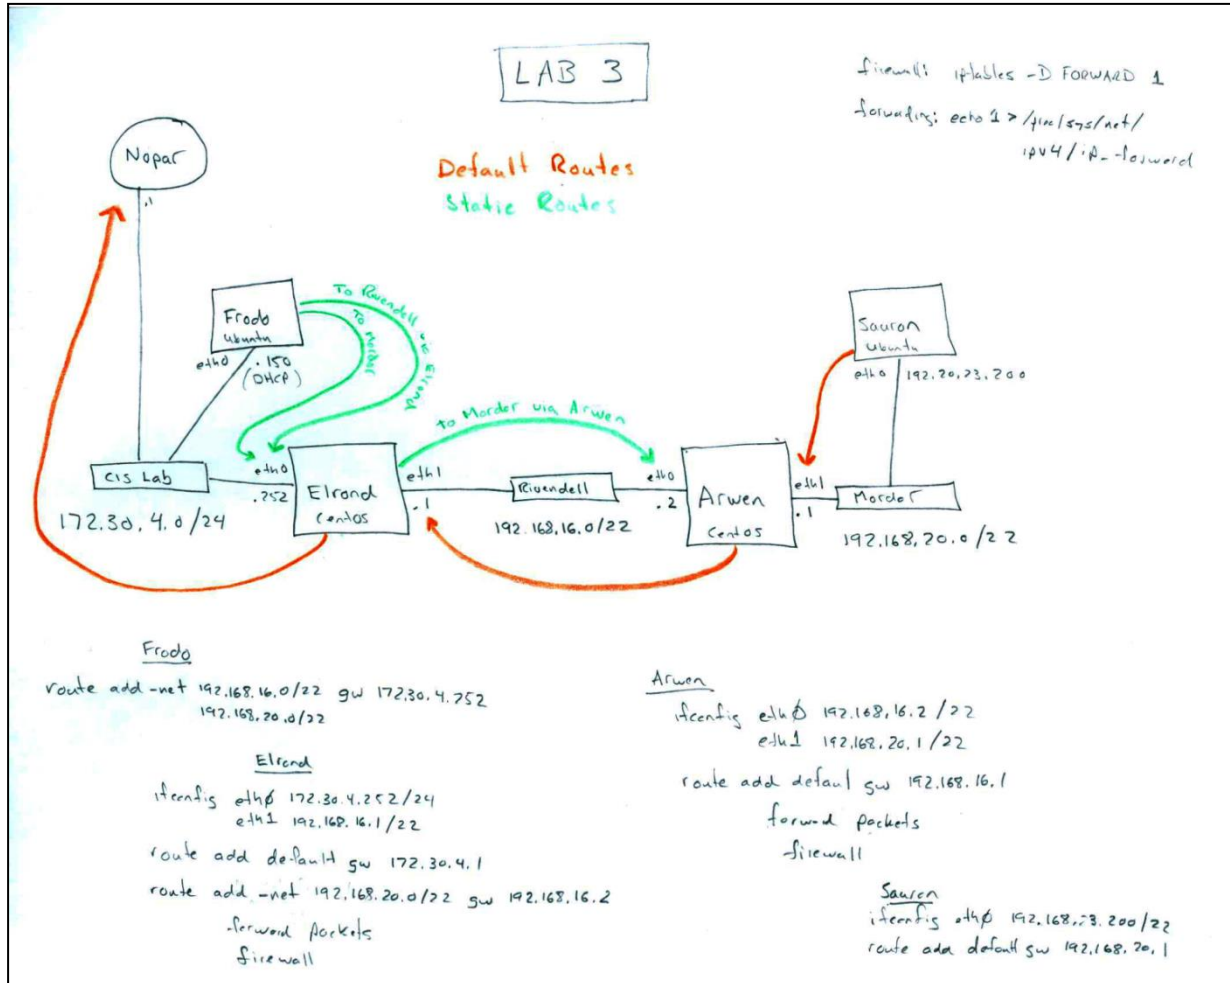 LAB 3
firewall: iptables -D FORWARD 1
forwarding: echo 1 > /proc/sys/net/
ipv4/ip_forward
Default Routes
Static Routes
Nopar
.1
Frodo
Ubuntu
eth0
.150
(DHCP)
To Rivendell via Elrond
To Mordor
Cis Lab
172.30.4.0/24
eth0
.252
Elrond
CentOS
eth1
.1
to Morder via Arwen
Rivendell
192.168.16.0/22
eth0
.2
Arwen
CentOS
eth1
.1
Sauron
Ubuntu
eth0
192.20.23.200
Mordor
192.168.20.0/22
Frodo
route add -net 192.168.16.0/22 gw 172.30.4.252
192.168.20.0/22
Elrond
ifconfig eth0 172.30.4.252/24
eth1 192.168.16.1/22
route add default gw 172.30.4.1
route add -net 192.168.20.0/22 gw 192.168.16.2
forward packets
firewall
Arwen
ifconfig eth0 192.168.16.2/22
eth1 192.168.20.1/22
route add defaul gw 192.168.16.1
forward packets
firewall
Sauron
ifconfig eth0 192.168. 3.200/22
route add default gw 192.168.20.1